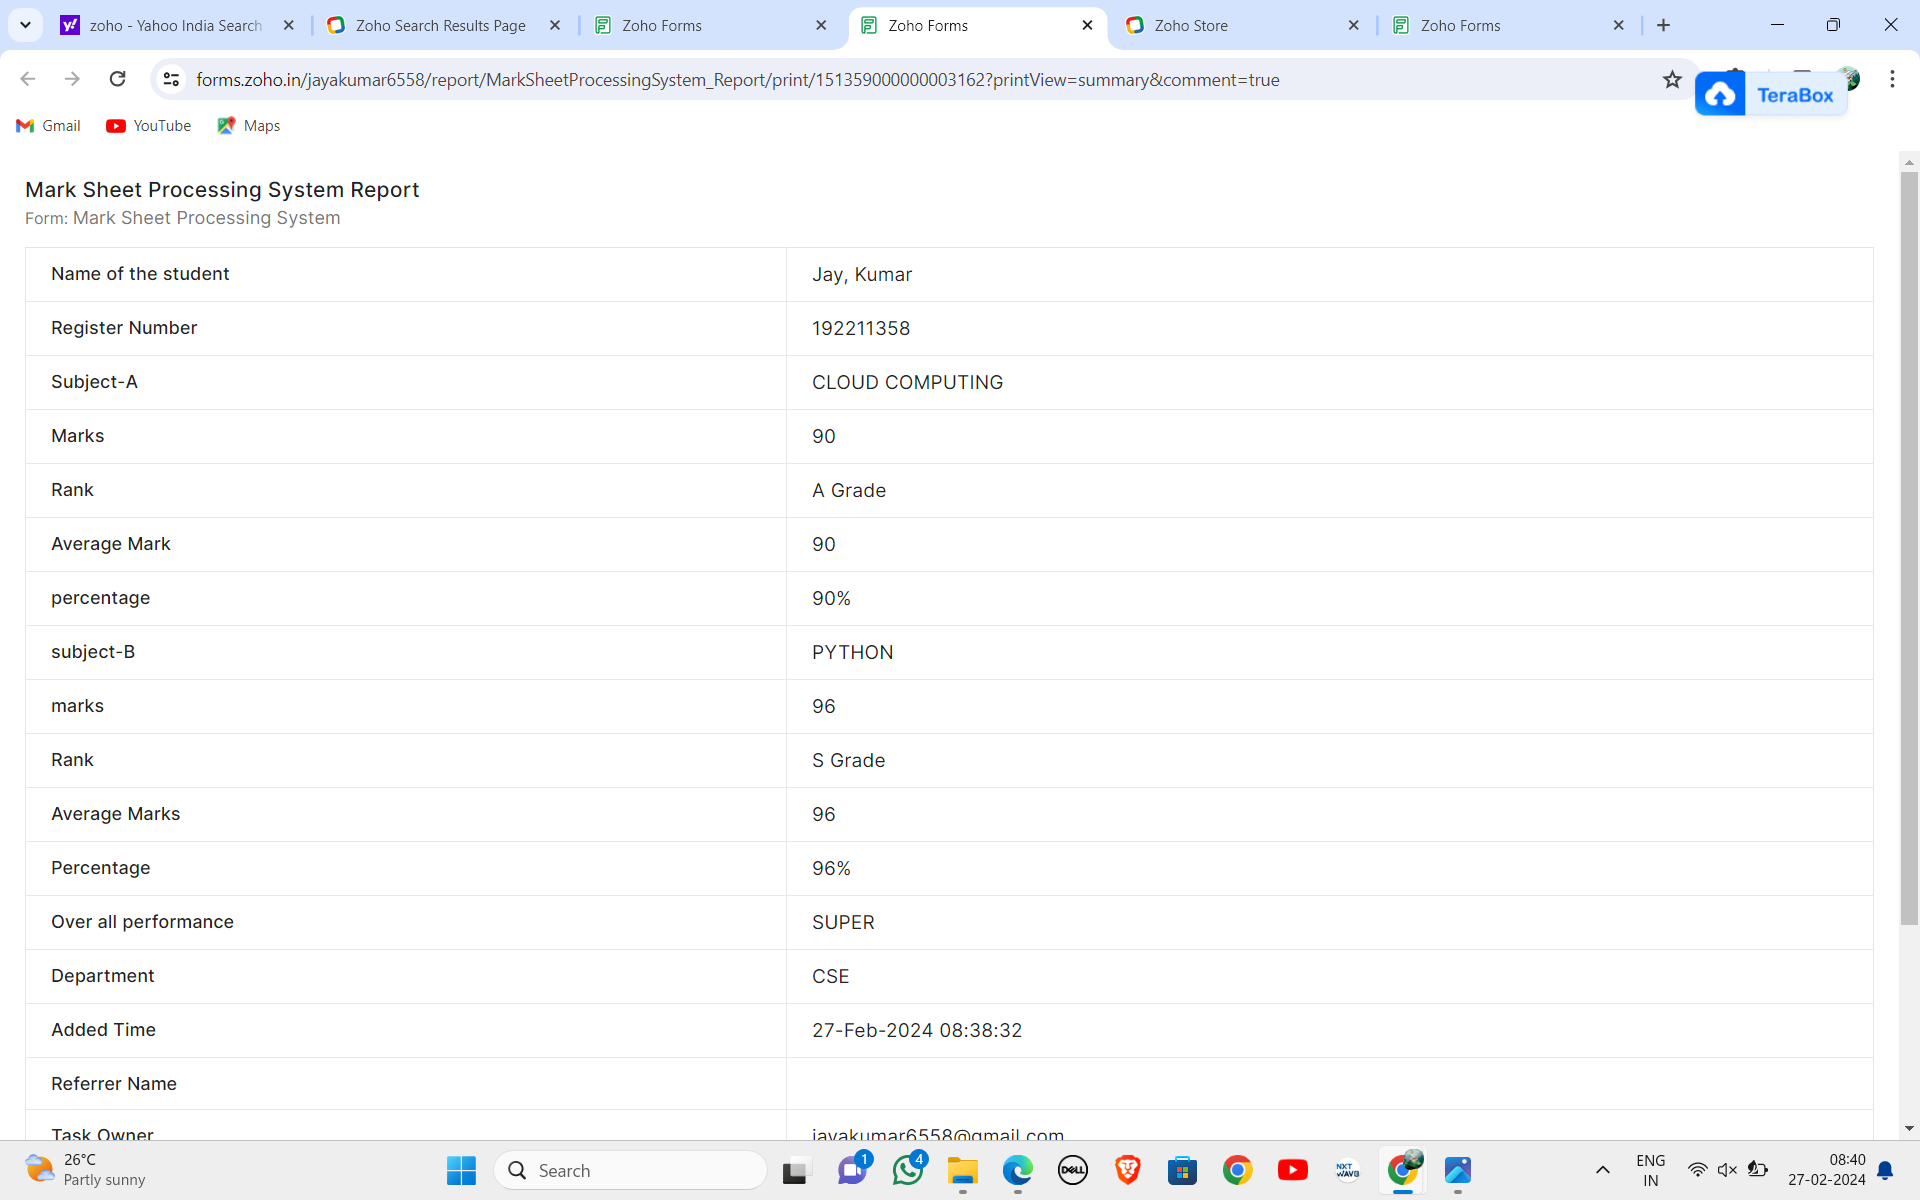 zoho - Yahoo India Search
Zoho Search Results Page
Zoho Forms
Zoho Forms
Zoho Store
Zoho Forms
forms.zoho.in/jayakumar6558/report/MarkSheetProcessingSystem_Report/print/151359000000003162?printView=summary&comment=true
TeraBox
Gmail
YouTube
Maps
Mark Sheet Processing System Report
Form: Mark Sheet Processing System
Name of the student Jay, Kumar
Register Number 192211358
Subject-A CLOUD COMPUTING
Marks 90
Rank A Grade
Average Mark 90
percentage 90%
subject-B PYTHON
marks 96
Rank S Grade
Average Marks 96
Percentage 96%
Over all performance SUPER
Department CSE
Added Time 27-Feb-2024 08:38:32
Referrer Name
Task Owner jayakumar6558@gmail.com
26°C
Partly sunny
Search
1
4
DELL
NXT
WAVE
ENG
IN
08:40
27-02-2024